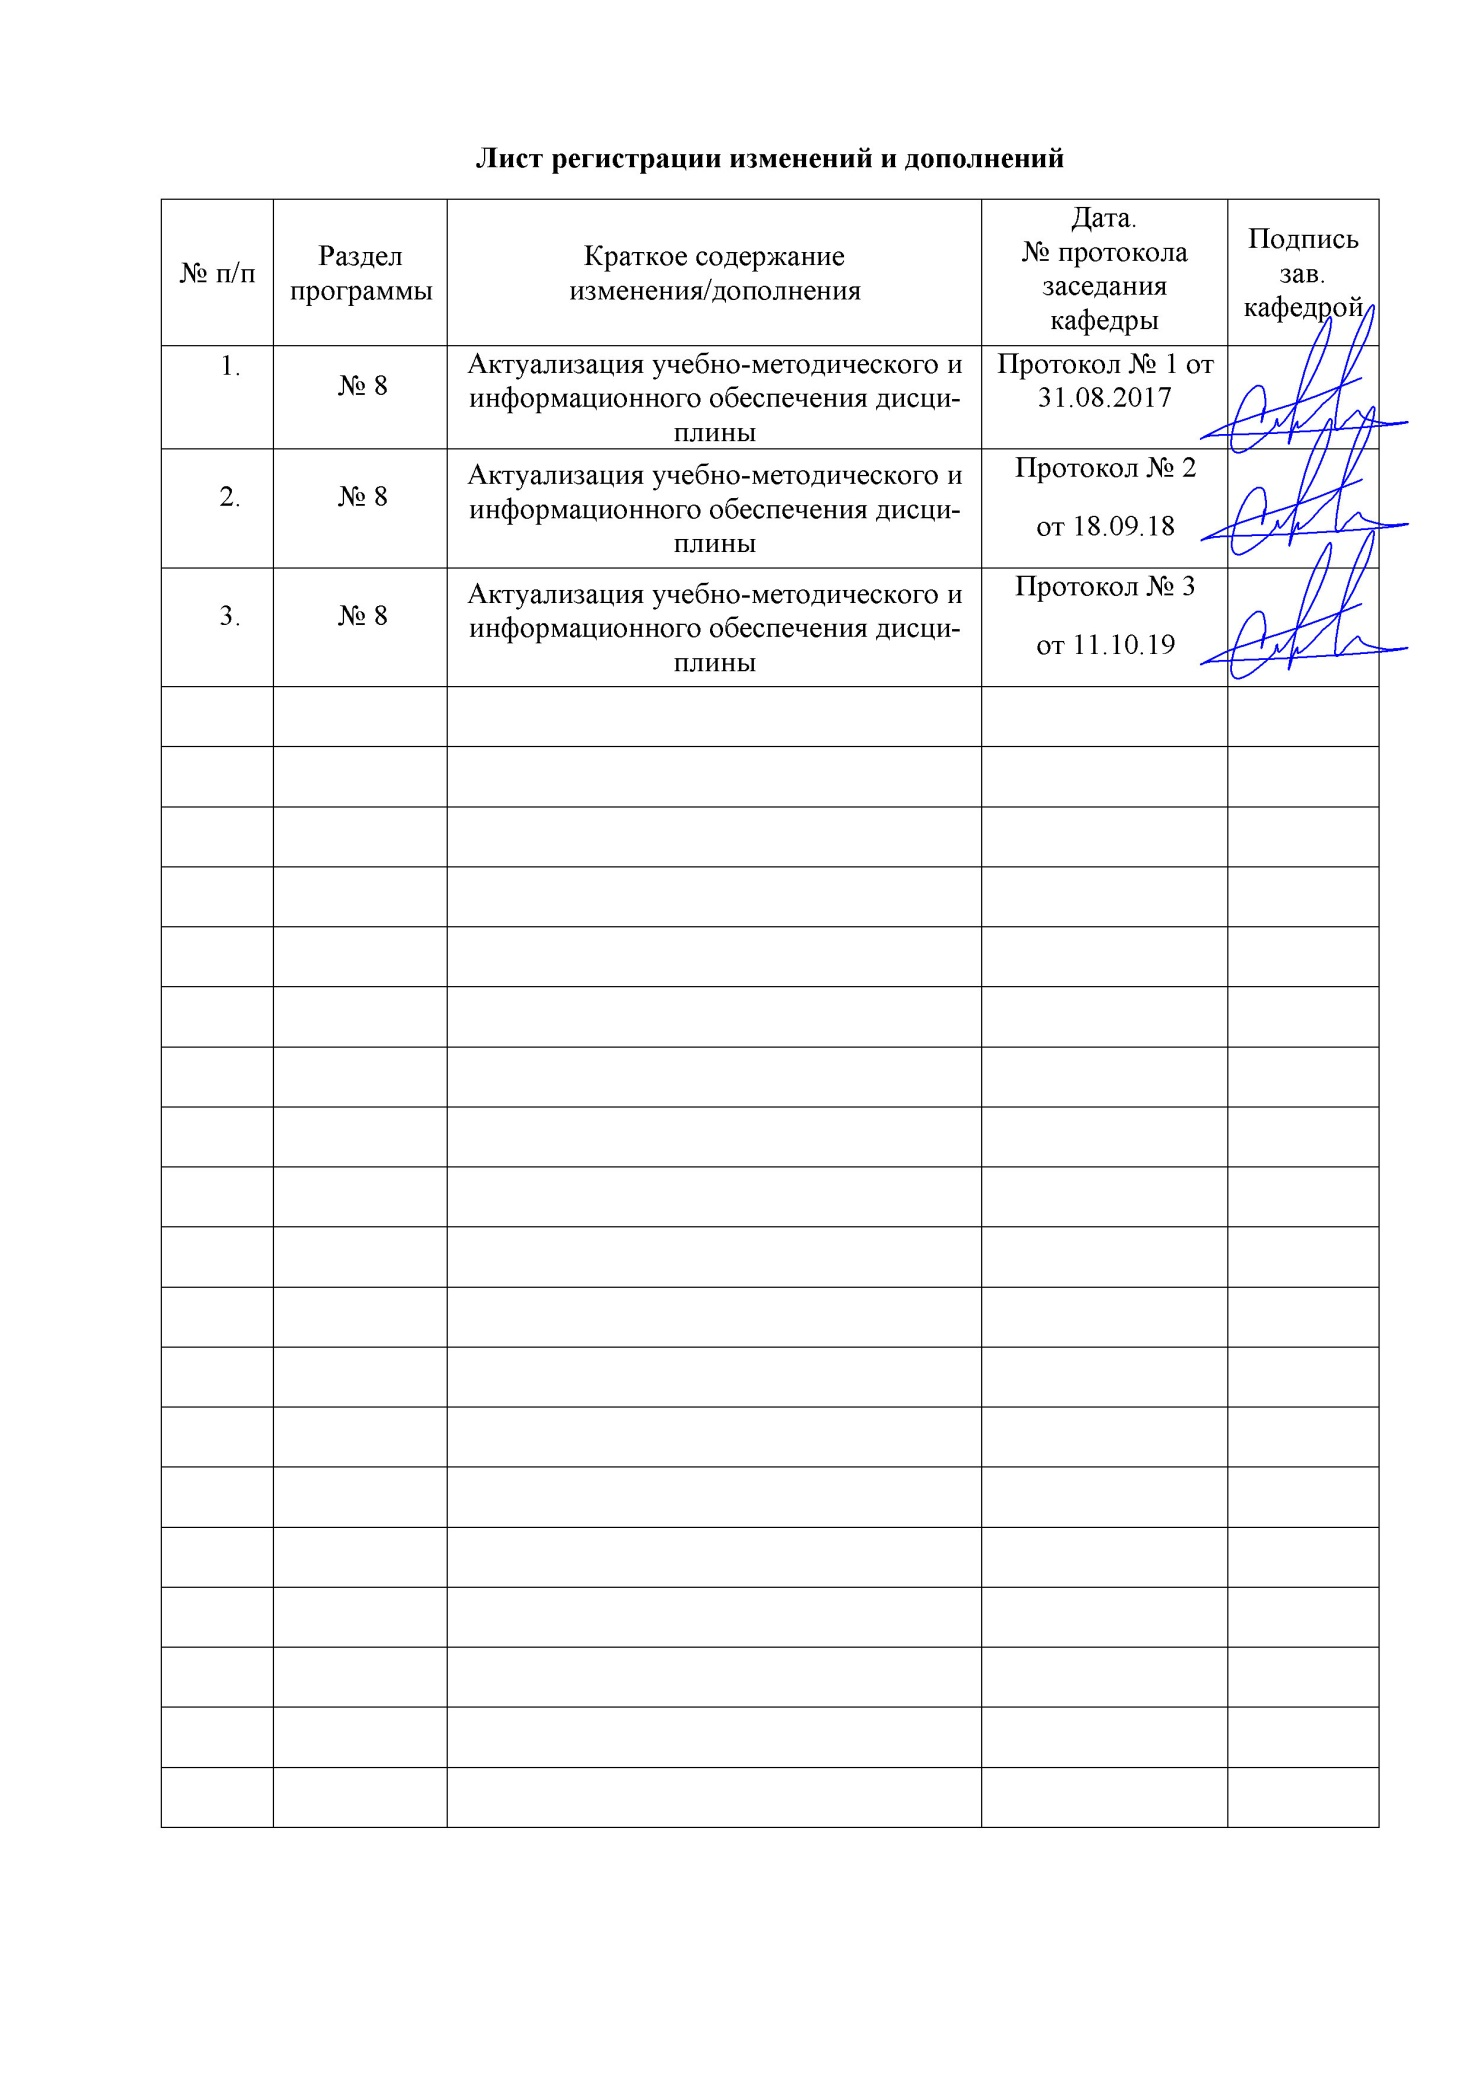 Лист регистрации изменений и дополнений
№ п/п
Раздел
программы
Краткое содержание
изменения/дополнения
Дата.
№ протокола
заседания
кафедры
Подпись
зав.
кафедрой
1.
№ 8
Актуализация учебно-методического и
информационного обеспечения дисци-
плины
Протокол № 1 от
31.08.2017
2.
№ 8
Актуализация учебно-методического и
информационного обеспечения дисци-
плины
Протокол № 2
от 18.09.18
3.
№ 8
Актуализация учебно-методического и
информационного обеспечения дисци-
плины
Протокол № 3
от 11.10.19